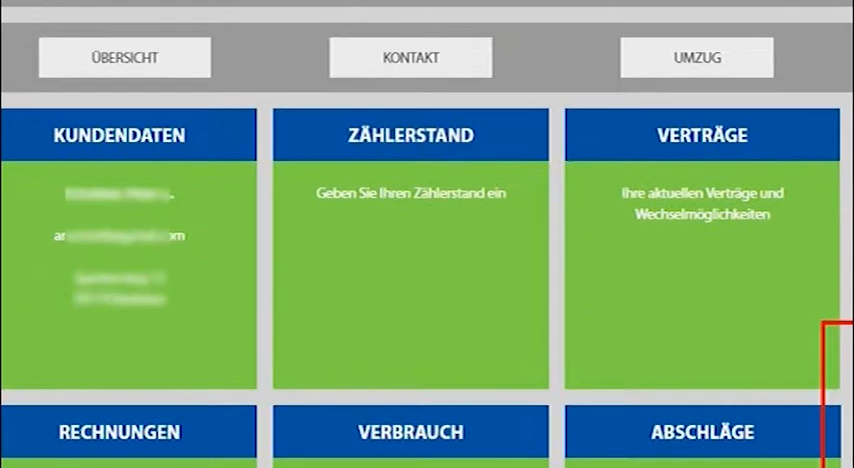 ÜBERSICHT
KONTAKT
UMZUG
KUNDENDATEN
ZÄHLERSTAND
Geben Sie Ihren Zählerstand ein
VERTRÄGE
Ihre aktuellen Verträge und
Wechselmöglichkeiten
RECHNUNGEN
VERBRAUCH
ABSCHLÄGE